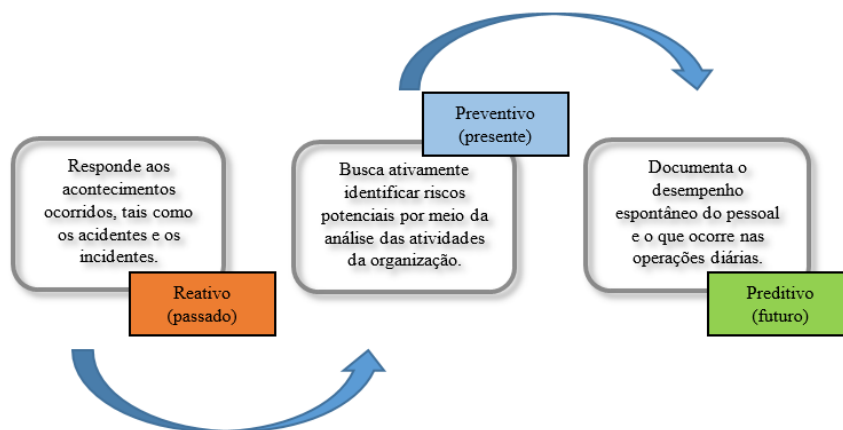 Responde aos
acontecimentos
ocorridos, tais como
os acidentes e os
incidentes.
Reativo
(passado)
Preventivo
(presente)
Busca ativamente
identificar riscos
potenciais por meio da
análise das atividades
da organização.
Documenta o
desempenho
espontâneo do pessoal
e o que ocorre nas
operações diárias.
Preditivo
(futuro)